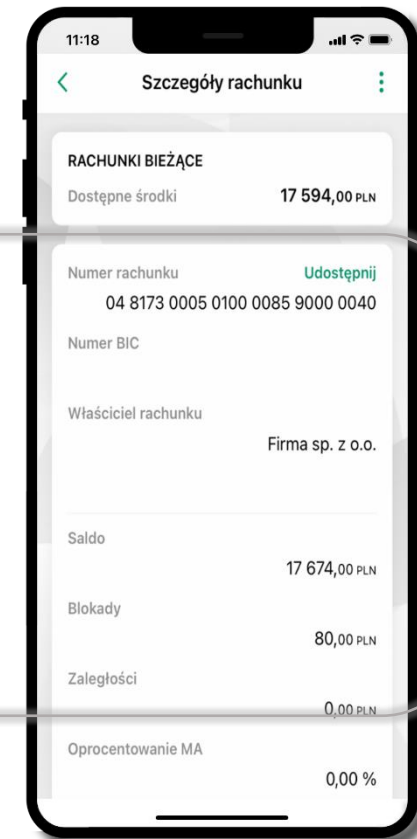 11:18
Szczegóły rachunku
RACHUNKI BIEŻĄCE
Dostępne środki 17 594,00 PLN
Numer rachunku Udostępnij
04 8173 0005 0100 0085 9000 0040
Numer BIC
Właściciel rachunku
Firma sp. z o.o.
Saldo
17 674,00 PLN
Blokady
80,00 PLN
Zaległości
0,00 PLN
Oprocentowanie MA
0,00 %